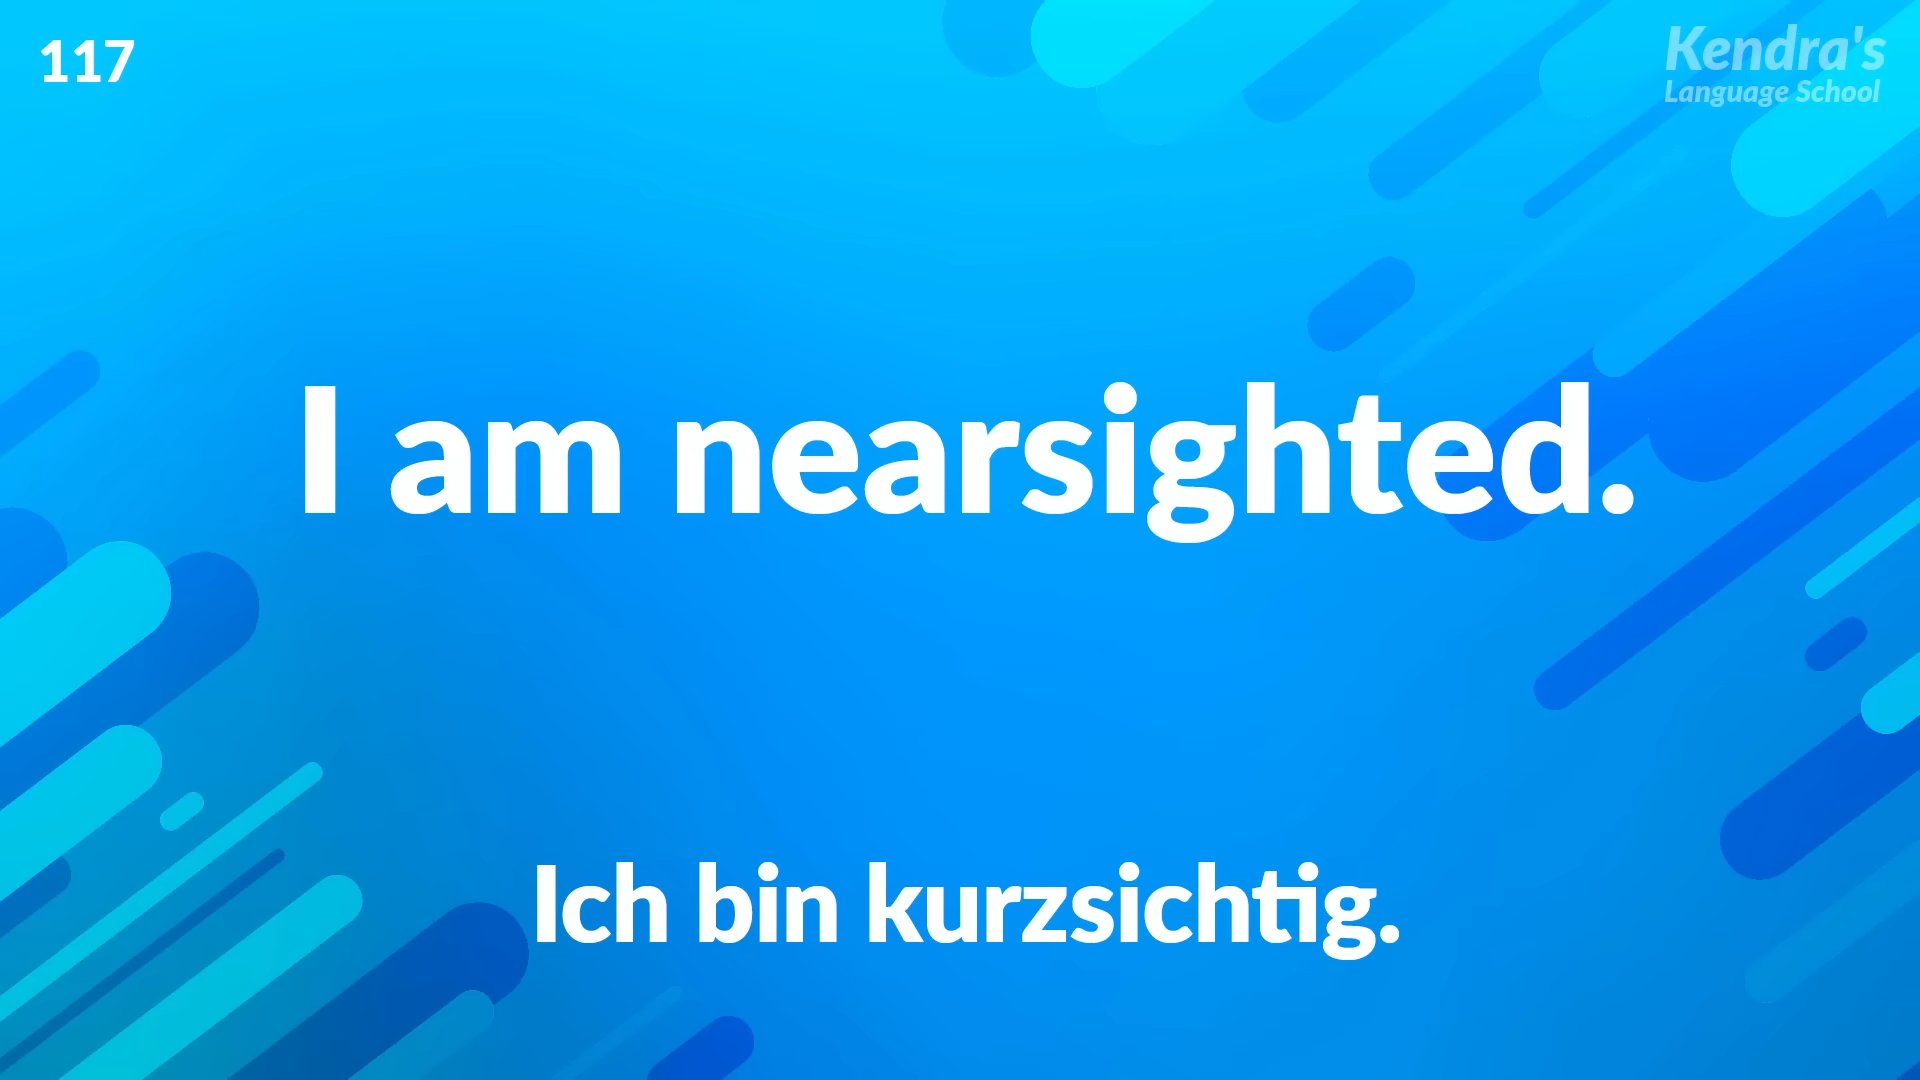 117
Kendra's
Language School
I am nearsighted.
Ich bin kurzsichtig.